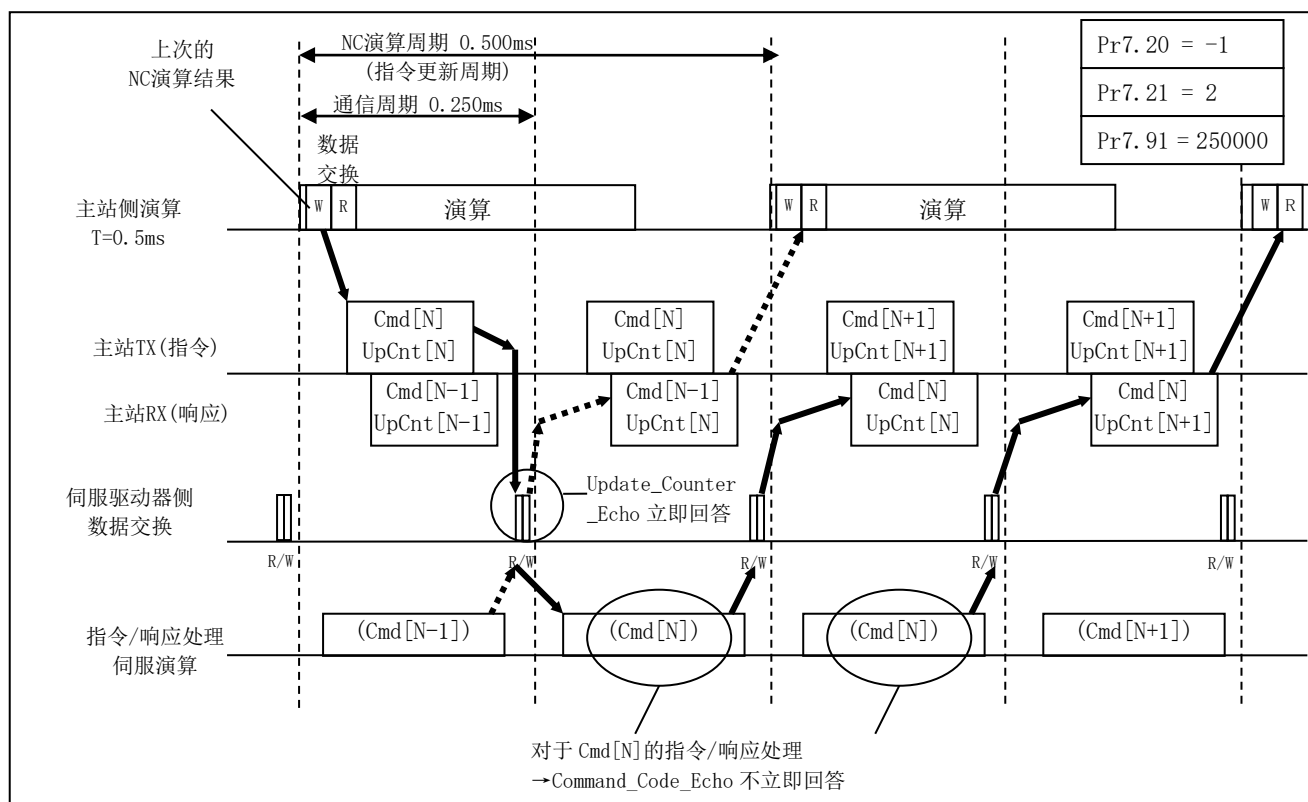 上次的
NC演算结果
NC演算周期 0.500ms
(指令更新周期)
通信周期 0.250ms
Pr7.20 = -1
Pr7.21 = 2
Pr7.91 = 250000
数据
交换
主站侧演算
T=0.5ms
W R 演算 W R 演算 W R
主站TX(指令)
Cmd[N] Cmd[N] Cmd[N+1] Cmd[N+1]
UpCnt[N] UpCnt[N] UpCnt[N+1] UpCnt[N+1]
主站RX(响应)
Cmd[N-1] Cmd[N-1] Cmd[N] Cmd[N]
UpCnt[N-1] UpCnt[N] UpCnt[N] UpCnt[N+1]
伺服驱动器侧
数据交换
Update_Counter
_Echo 立即回答
R/W R/W R/W R/W R/W
指令/响应处理
伺服演算
(Cmd[N-1]) (Cmd[N]) (Cmd[N]) (Cmd[N+1])
对于 Cmd[N]的指令/响应处理
→Command_Code_Echo 不立即回答